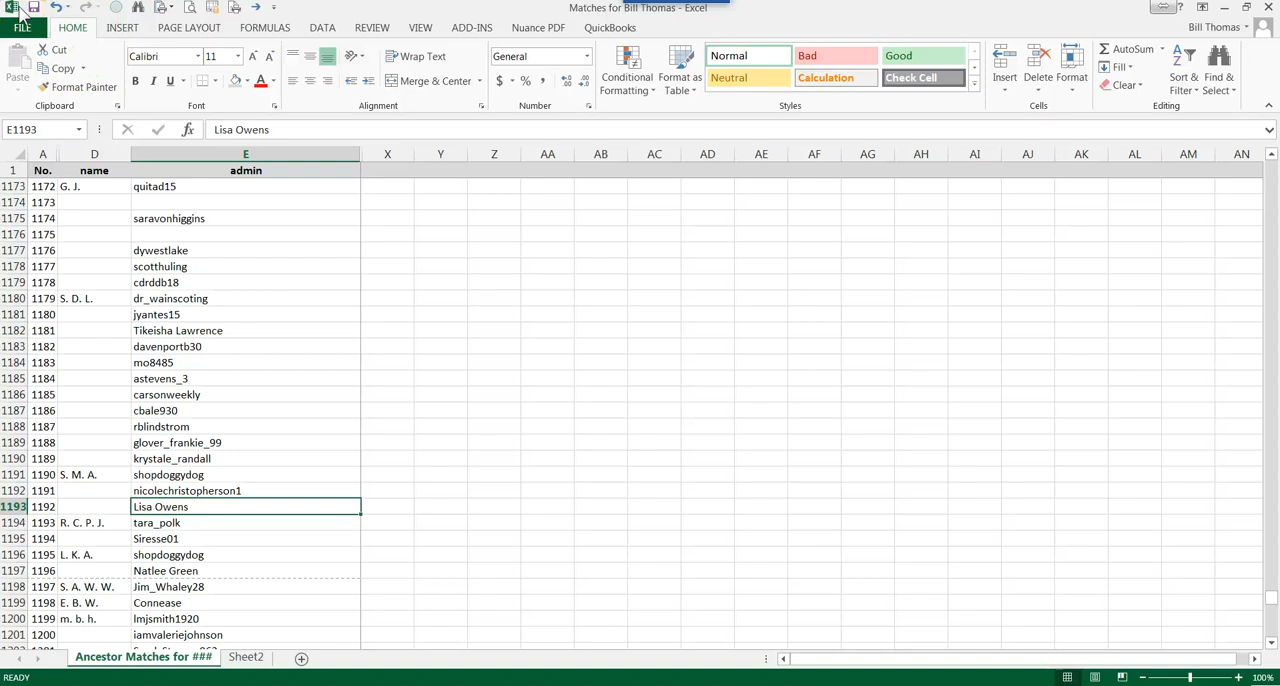 Matches for Bill Thomas - Excel
?
FILE HOME INSERT PAGE LAYOUT FORMULAS DATA REVIEW VIEW ADD-INS Nuance PDF QuickBooks Bill Thomas
Paste
Cut
Copy
Format Painter
Clipboard
Calibri 11
B I U
Font
Wrap Text
Merge & Center
Alignment
General
$ % ,
Number
Conditional Formatting
Format as Table
Normal Bad Good
Neutral Calculation Check Cell
Styles
Insert Delete Format
Cells
AutoSum
Fill
Clear
Sort & Filter
Find & Select
Editing
E1193 fx Lisa Owens
A D E X Y Z AA AB AC AD AE AF AG AH AI AJ AK AL AM AN
1 No. name admin
1173 1172 G. J. quitad15
1174 1173
1175 1174 saravonhiggins
1176 1175
1177 1176 dywestlake
1178 1177 scotthuling
1179 1178 cdrddb18
1180 1179 S. D. L. dr_wainscoting
1181 1180 jyantes15
1182 1181 Tikeisha Lawrence
1183 1182 davenportb30
1184 1183 mo8485
1185 1184 astevens_3
1186 1185 carsonweekly
1187 1186 cbale930
1188 1187 rblindstrom
1189 1188 glover_frankie_99
1190 1189 krystale_randall
1191 1190 S. M. A. shopdoggydog
1192 1191 nicolechristopherson1
1193 1192 Lisa Owens
1194 1193 R. C. P. J. tara_polk
1195 1194 Siresse01
1196 1195 L. K. A. shopdoggydog
1197 1196 Natlee Green
1198 1197 S. A. W. W. Jim_Whaley28
1199 1198 E. B. W. Connease
1200 1199 m. b. h. lmjsmith1920
1201 1200 iamvaleriejohnson
Ancestor Matches for ### Sheet2
READY 100%